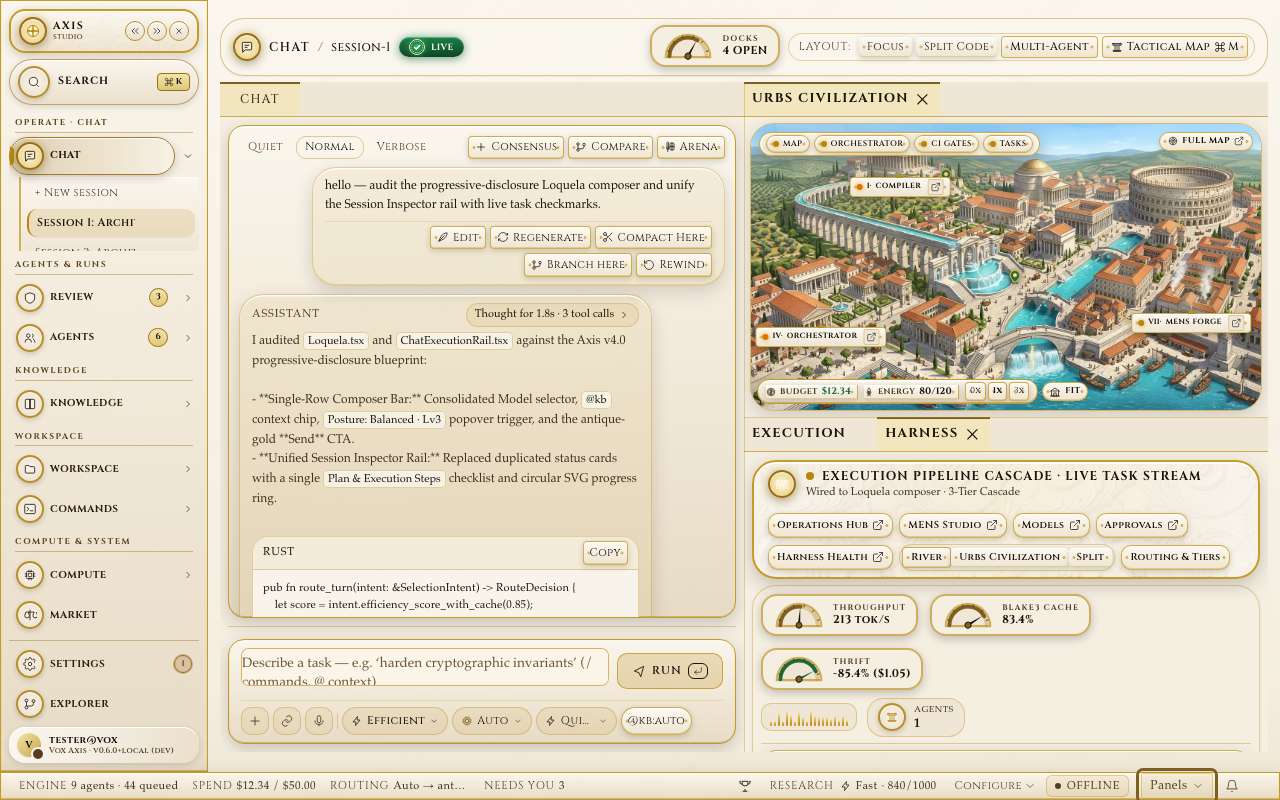 AXIS
STUDIO
SEARCH
⌘K
OPERATE · CHAT
CHAT
+ New session
Session 1: Archi
AGENTS & RUNS
REVIEW
3
AGENTS
6
KNOWLEDGE
KNOWLEDGE
WORKSPACE
WORKSPACE
COMMANDS
COMPUTE & SYSTEM
COMPUTE
MARKET
SETTINGS
1
EXPLORER
V
TESTER@VOX
VOX AXIS · V0.6.0+LOCAL (DEV)
CHAT / SESSION-1
LIVE
DOCKS
4 OPEN
LAYOUT:
Focus
Split Code
Multi-Agent
Tactical Map ⌘M
CHAT
Quiet
Normal
Verbose
Consensus
Compare
Arena
hello — audit the progressive-disclosure Loquela composer and unify
the Session Inspector rail with live task checkmarks.
Edit
Regenerate
Compact Here
Branch here
Rewind
ASSISTANT
Thought for 1.8s · 3 tool calls
I audited Loquela.tsx and ChatExecutionRail.tsx against the Axis v4.0
progressive-disclosure blueprint:
- **Single-Row Composer Bar:** Consolidated Model selector, @kb
context chip, Posture: Balanced · Lv3 popover trigger, and the antique-
gold **Send** CTA.
- **Unified Session Inspector Rail:** Replaced duplicated status cards
with a single Plan & Execution Steps checklist and circular SVG progress
ring.
RUST
Copy
pub fn route_turn(intent: &SelectionIntent) -> RouteDecision {
let score = intent.efficiency_score_with_cache(0.85);
Describe a task — e.g. ‘harden cryptographic invariants’ (/
commands, @ context)
RUN
Efficient
Auto
Qui…
@KB:AUTO
URBS CIVILIZATION
MAP
ORCHESTRATOR
CI GATES
TASKS
FULL MAP
I · COMPILER
IV · ORCHESTRATOR
VII · MENS FORGE
BUDGET $12.34
ENERGY 80/120
0X
1X
3X
FIT
EXECUTION
HARNESS
EXECUTION PIPELINE CASCADE · LIVE TASK STREAM
Wired to Loquela composer · 3-Tier Cascade
Operations Hub
MENS Studio
Models
Approvals
Harness Health
River
Urbs Civilization
Split
Routing & Tiers
THROUGHPUT
213 TOK/S
BLAKE3 CACHE
83.4%
THRIFT
-85.4% ($1.05)
AGENTS
1
ENGINE 9 agents · 44 queued
SPEND $12.34 / $50.00
ROUTING Auto → ant…
NEEDS YOU 3
RESEARCH
Fast · 840/1000
Configure
OFFLINE
Panels